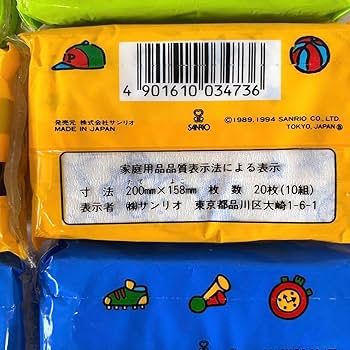 P
4 901610 034736
発売元 株式会社サンリオ
MADE IN JAPAN
SANRIO
©1989, 1994 SANRIO CO., LTD.
TOKYO, JAPAN
家庭用品品質表示法による表示
寸法 200mm×158mm 枚数 20枚(10組)
表示者 ㈱サンリオ 東京都品川区大崎1-6-1